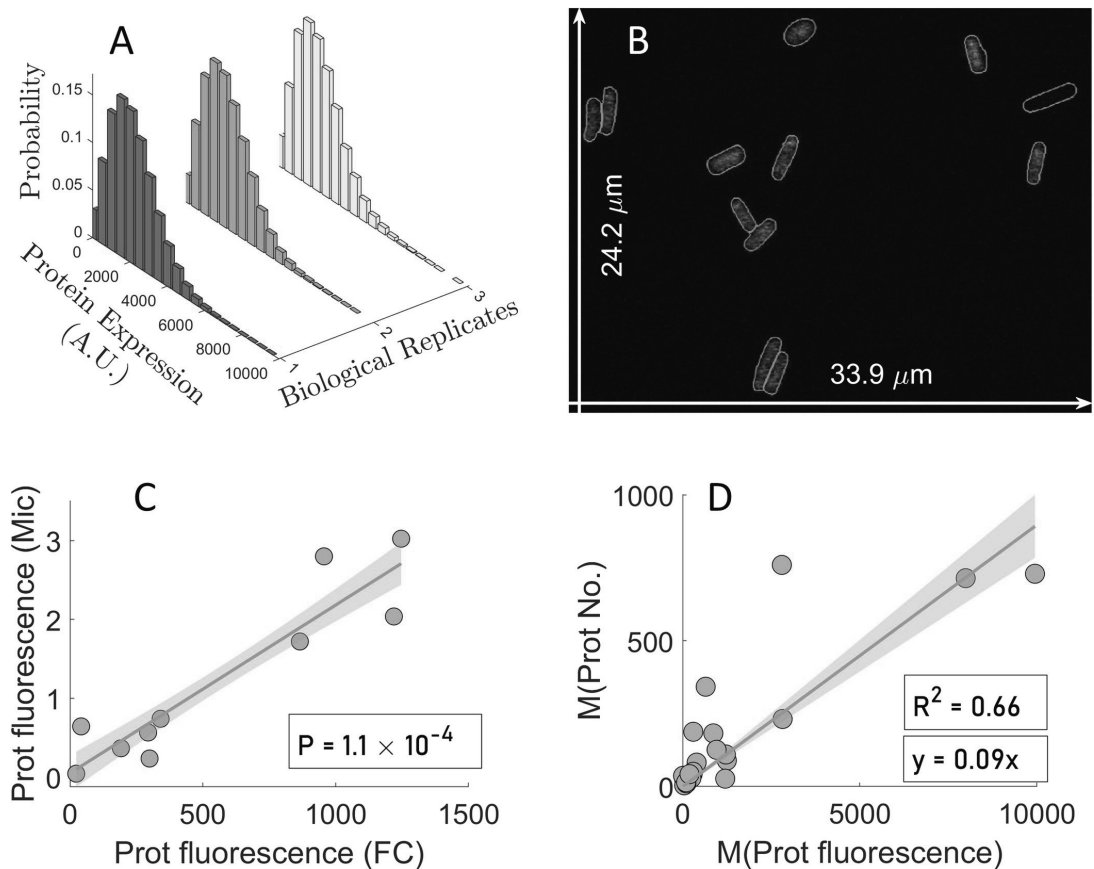 A
Probability
0.15
0.1
0.05
0
0
2000
4000
6000
8000
10000
Protein Expression
(A.U.)
1
2
3
Biological Replicates
B
24.2 μm
33.9 μm
C
Prot fluorescence (Mic)
3
2
1
0
P = 1.1 × 10⁻⁴
0
500
1000
1500
Prot fluorescence (FC)
D
M(Prot No.)
1000
500
0
R² = 0.66
y = 0.09x
0
5000
10000
M(Prot fluorescence)